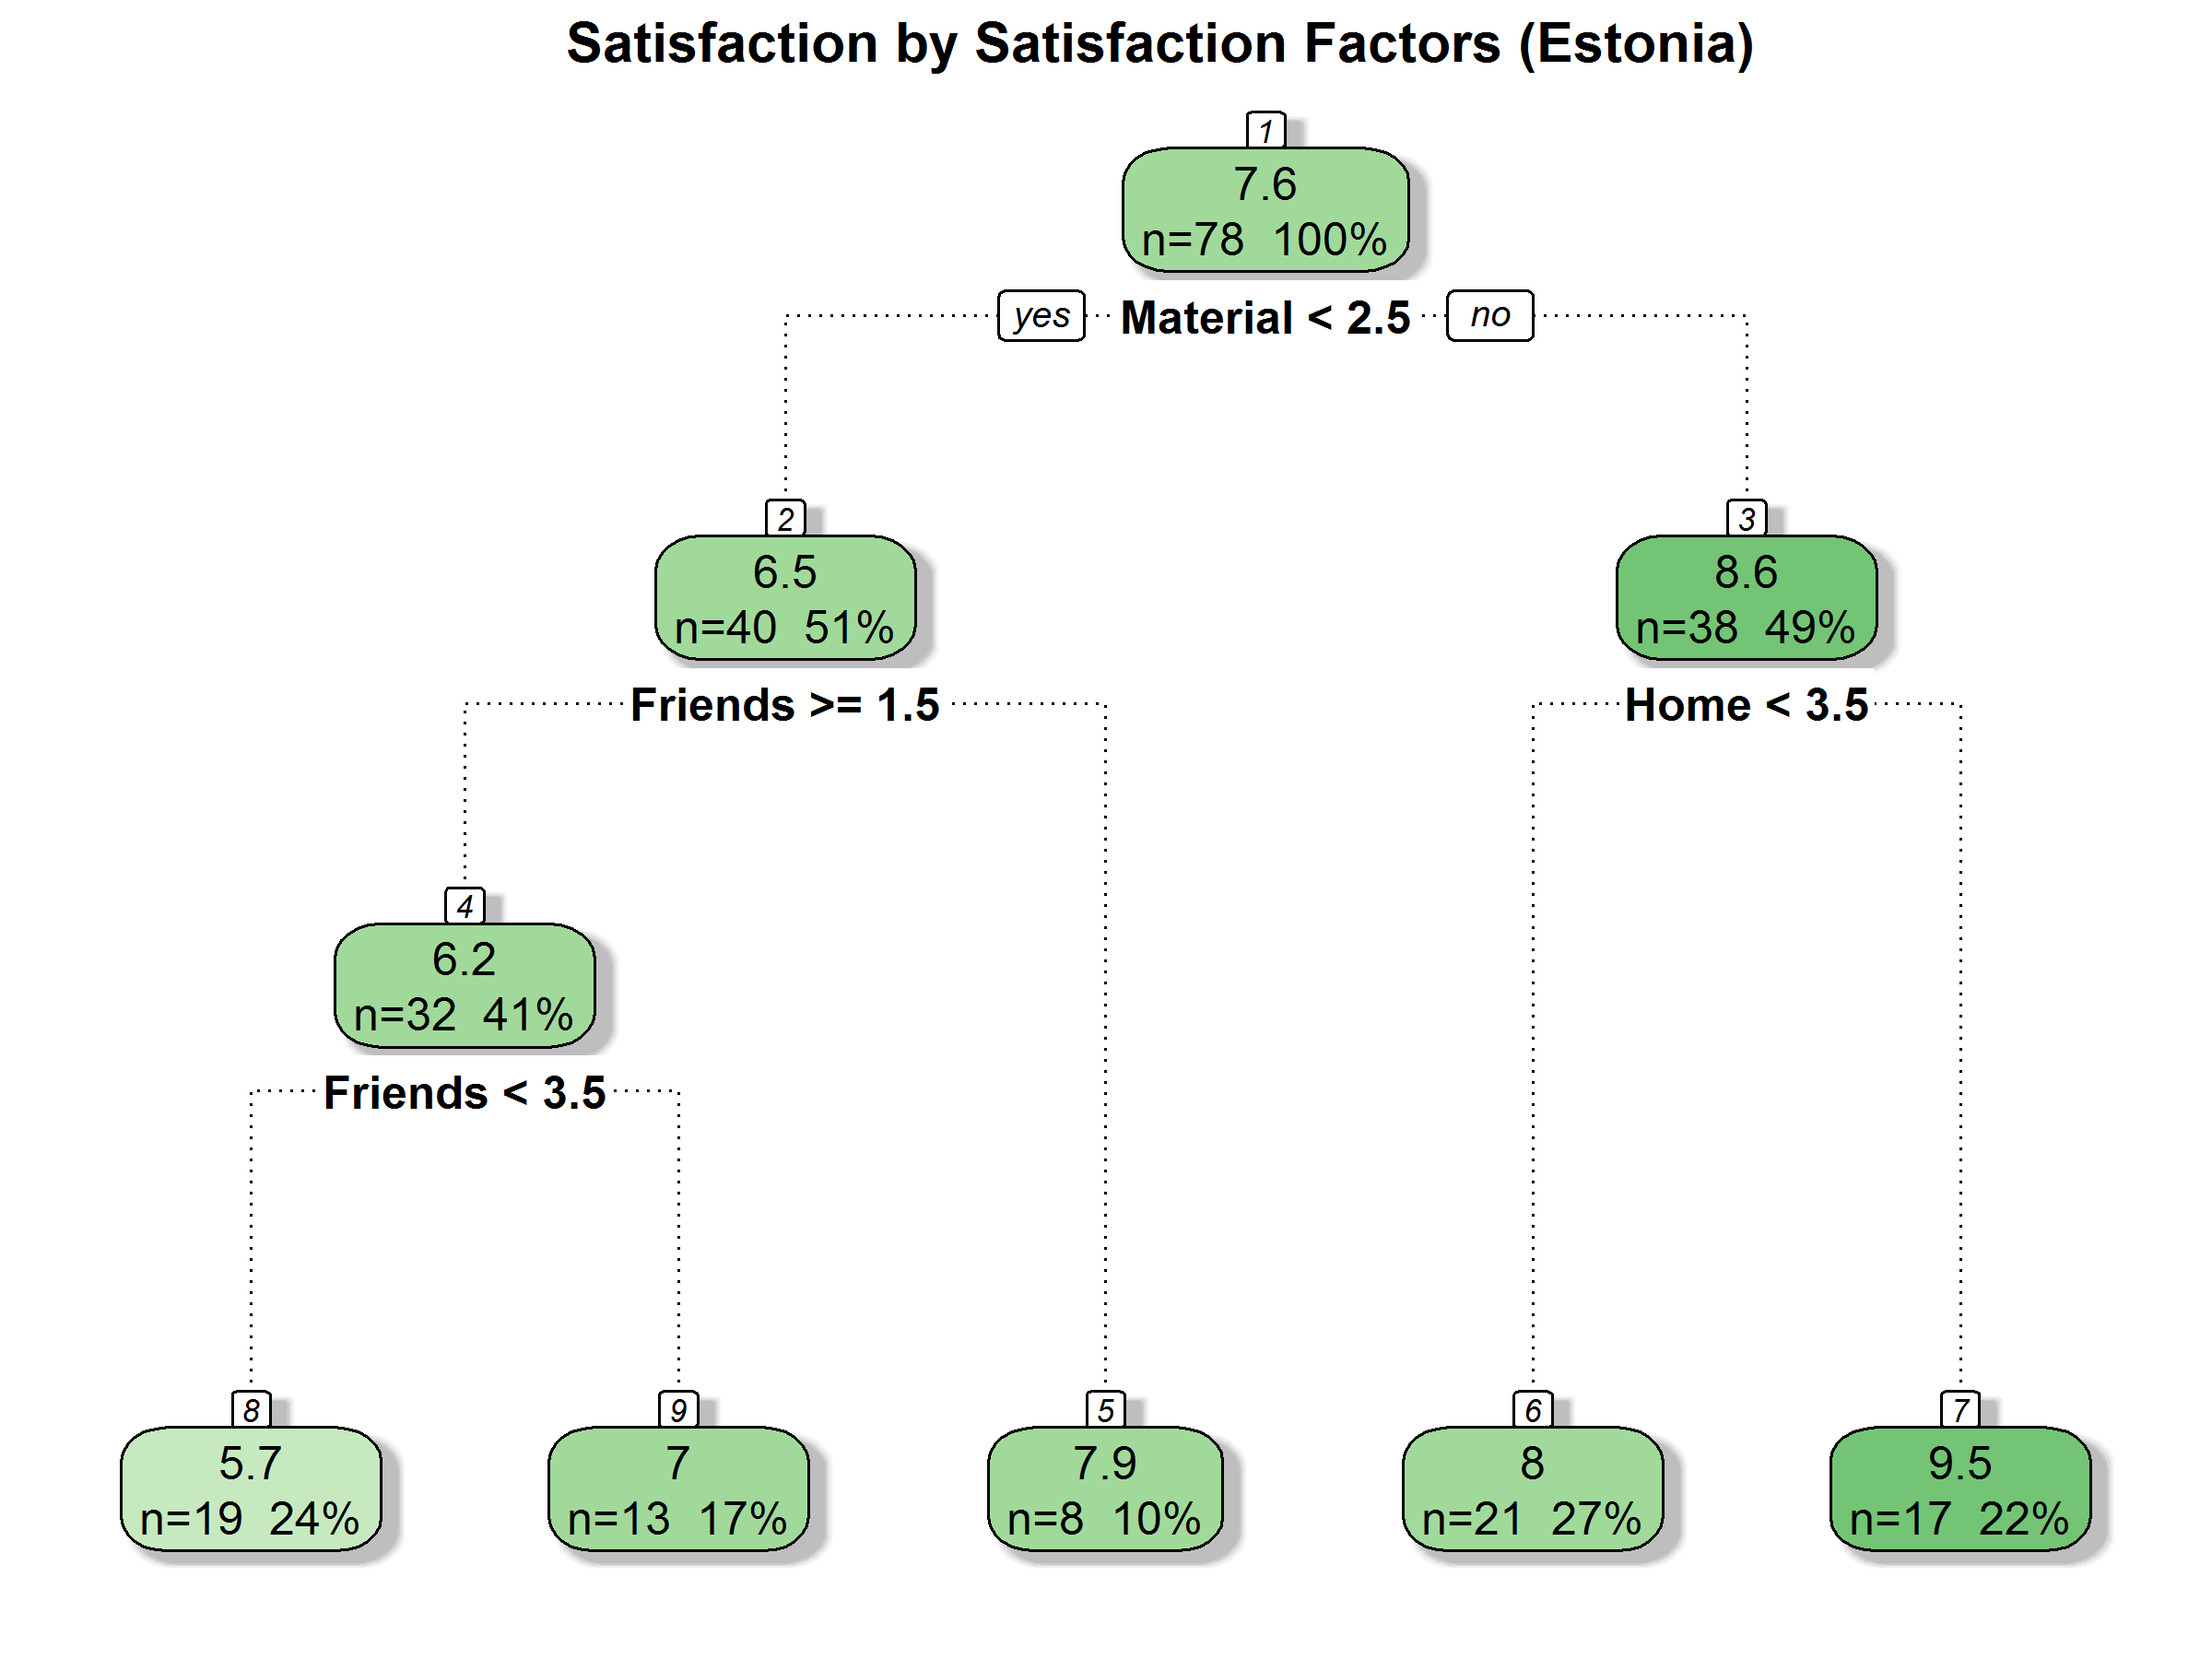 Satisfaction by Satisfaction Factors (Estonia)
1
7.6
n=78 100%
yes Material < 2.5 no
2
6.5
n=40 51%
3
8.6
n=38 49%
Friends >= 1.5
Home < 3.5
4
6.2
n=32 41%
Friends < 3.5
8
5.7
n=19 24%
9
7
n=13 17%
5
7.9
n=8 10%
6
8
n=21 27%
7
9.5
n=17 22%